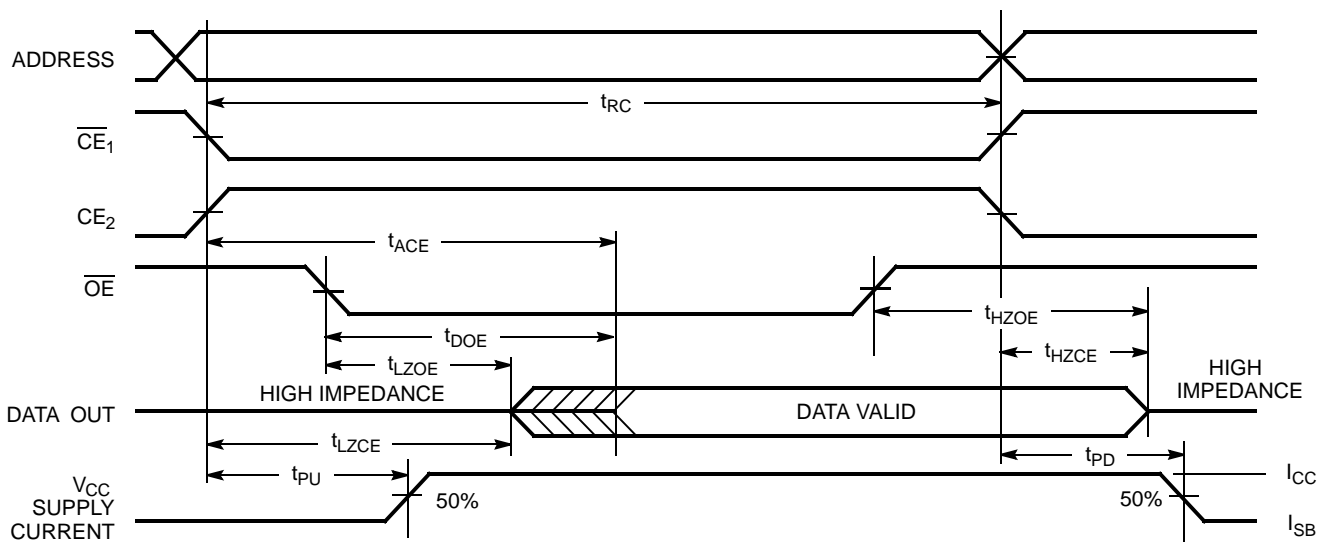 ADDRESS
tRC
CE1
CE2
tACE
OE
tHZOE
tDOE
tLZOE
tHZCE
HIGH IMPEDANCE
HIGH
IMPEDANCE
DATA OUT
DATA VALID
tLZCE
tPU
tPD
VCC
SUPPLY
CURRENT
50%
50%
ICC
ISB